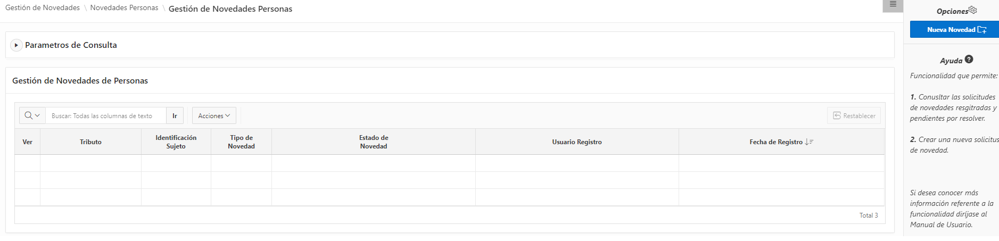 Gestión de Novedades \ Novedades Personas \ Gestión de Novedades Personas
Parametros de Consulta
Gestión de Novedades de Personas
Buscar: Todas las columnas de texto
Ir
Acciones
Restablecer
Ver
Tributo
Identificación
Sujeto
Tipo de
Novedad
Estado de
Novedad
Usuario Registro
Fecha de Registro
Total 3
Opciones
Nueva Novedad
Ayuda
Funcionalidad que permite:
1. Conusltar las solicitudes
de novedades resgitradas y
pendientes por resolver.
2. Crear una nueva solicitus
de novedad.
Si desea conocer más
información referente a la
funcionalidad diríjase al
Manual de Usuario.